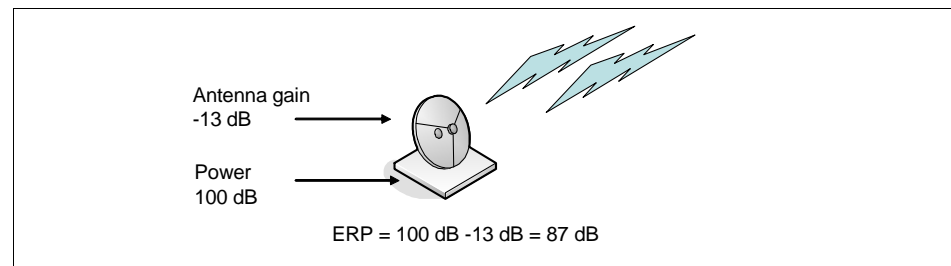 Antenna gain
-13 dB
Power
100 dB
ERP = 100 dB -13 dB = 87 dB